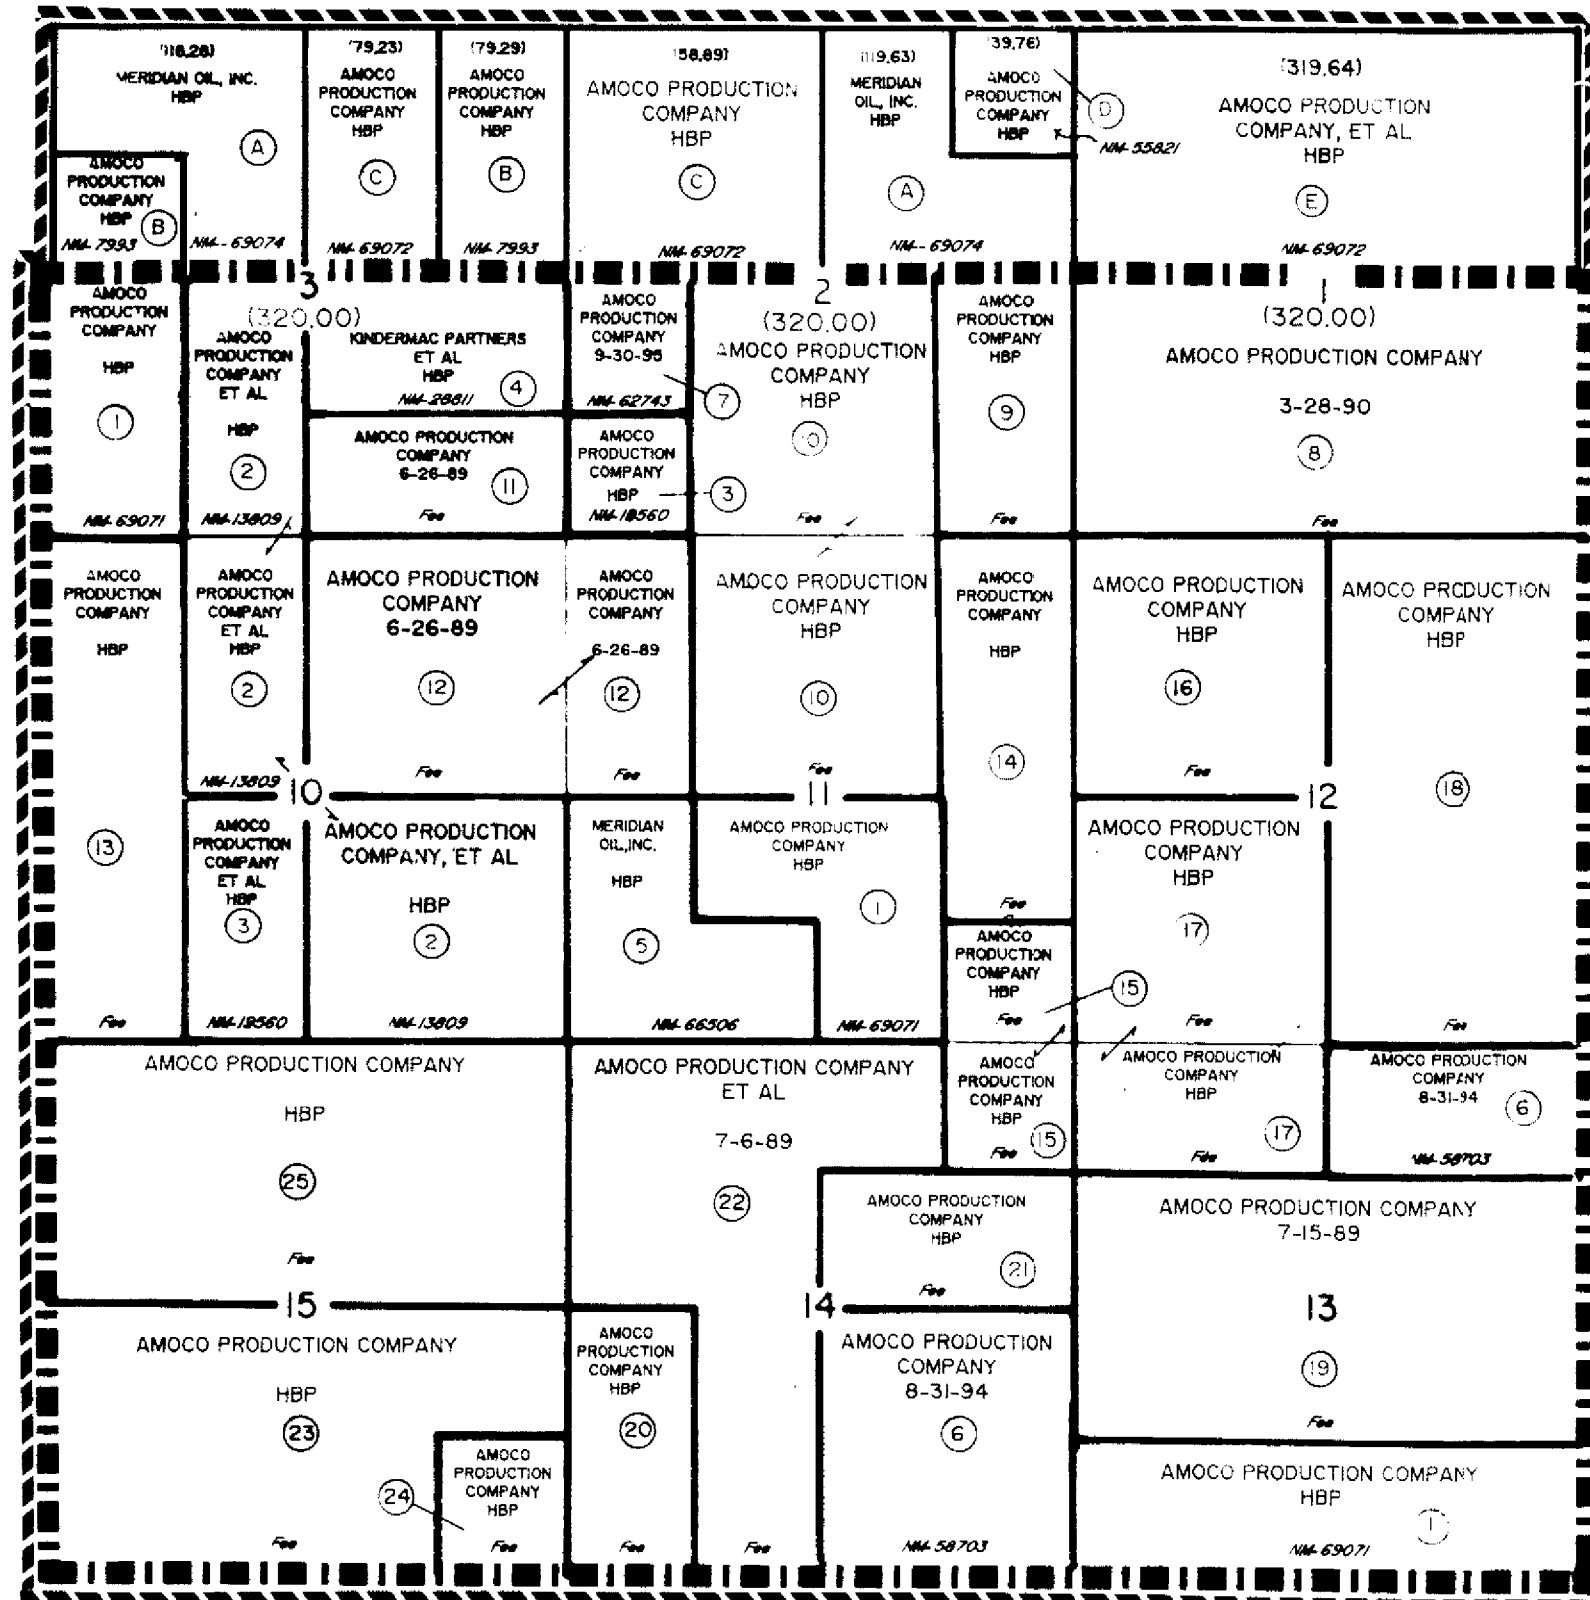 (118.28)
MERIDIAN OIL, INC.
HBP
A
NM-69074
AMOCO
PRODUCTION
COMPANY
HBP
B
NM-7993
(79.23)
AMOCO
PRODUCTION
COMPANY
HBP
C
NM-69072
(79.29)
AMOCO
PRODUCTION
COMPANY
HBP
B
NM-7993
(58.89)
AMOCO PRODUCTION
COMPANY
HBP
C
NM-69072
(119.63)
MERIDIAN
OIL, INC.
HBP
A
NM-69074
(39.76)
AMOCO
PRODUCTION
COMPANY
HBP
D
NM-55821
(319.64)
AMOCO PRODUCTION
COMPANY, ET AL
HBP
E
NM-69072
AMOCO
PRODUCTION
COMPANY
HBP
1
NM-69071
3
(320.00)
AMOCO
PRODUCTION
COMPANY
ET AL
HBP
2
NM-13809
KINDERMAC PARTNERS
ET AL
HBP
4
NM-28811
AMOCO PRODUCTION
COMPANY
6-26-89
11
Fee
AMOCO
PRODUCTION
COMPANY
9-30-95
7
NM-62743
AMOCO
PRODUCTION
COMPANY
HBP
3
NM-18560
2
(320.00)
AMOCO PRODUCTION
COMPANY
HBP
10
Fee
AMOCO
PRODUCTION
COMPANY
HBP
9
Fee
1
(320.00)
AMOCO PRODUCTION COMPANY
3-28-90
8
Fee
AMOCO
PRODUCTION
COMPANY
HBP
13
Fee
AMOCO
PRODUCTION
COMPANY
ET AL
HBP
2
NM-13809
AMOCO PRODUCTION
COMPANY
6-26-89
12
Fee
AMOCO
PRODUCTION
COMPANY
6-26-89
12
Fee
AMOCO PRODUCTION
COMPANY
HBP
10
Fee
AMOCO
PRODUCTION
COMPANY
HBP
14
Fee
AMOCO PRODUCTION
COMPANY
HBP
16
Fee
AMOCO PRODUCTION
COMPANY
HBP
18
Fee
10
11
12
AMOCO
PRODUCTION
COMPANY
ET AL
HBP
3
NM-18560
AMOCO PRODUCTION
COMPANY, ET AL
HBP
2
NM-13809
MERIDIAN
OIL, INC.
HBP
5
NM-66506
AMOCO PRODUCTION
COMPANY
HBP
1
NM-69071
AMOCO
PRODUCTION
COMPANY
HBP
15
Fee
AMOCO PRODUCTION
COMPANY
HBP
17
Fee
AMOCO PRODUCTION COMPANY
HBP
25
Fee
AMOCO PRODUCTION COMPANY
ET AL
7-6-89
22
Fee
AMOCO
PRODUCTION
COMPANY
HBP
15
Fee
AMOCO PRODUCTION
COMPANY
HBP
17
Fee
AMOCO PRODUCTION
COMPANY
8-31-94
6
NM-58703
AMOCO PRODUCTION
COMPANY
HBP
21
Fee
AMOCO PRODUCTION COMPANY
7-15-89
13
19
Fee
15
14
AMOCO PRODUCTION COMPANY
HBP
23
Fee
AMOCO
PRODUCTION
COMPANY
HBP
24
Fee
AMOCO
PRODUCTION
COMPANY
HBP
20
Fee
AMOCO PRODUCTION
COMPANY
8-31-94
6
NM-58703
AMOCO PRODUCTION COMPANY
HBP
1
NM-69071